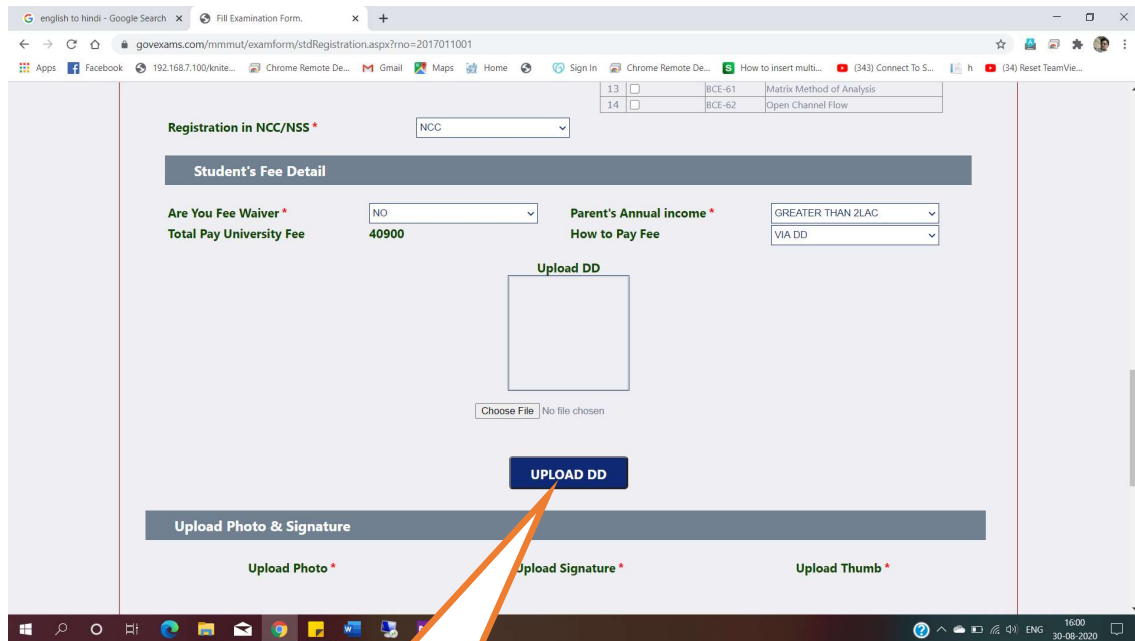 english to hindi - Google Search
Fill Examination Form.
govexams.com/mmmut/examform/stdRegistration.aspx?rno=2017011001
Apps Facebook 192.168.7.100/knite... Chrome Remote De... Gmail Maps Home Sign In Chrome Remote De... How to insert multi... (343) Connect To S... h (34) Reset TeamVie...
13 BCE-61 Matrix Method of Analysis
14 BCE-62 Open Channel Flow
Registration in NCC/NSS * NCC
Student's Fee Detail
Are You Fee Waiver * NO Parent's Annual income * GREATER THAN 2LAC
Total Pay University Fee 40900 How to Pay Fee VIA DD
Upload DD
Choose File No file chosen
UPLOAD DD
Upload Photo & Signature
Upload Photo * Upload Signature * Upload Thumb *
ENG 16:00
30-08-2020